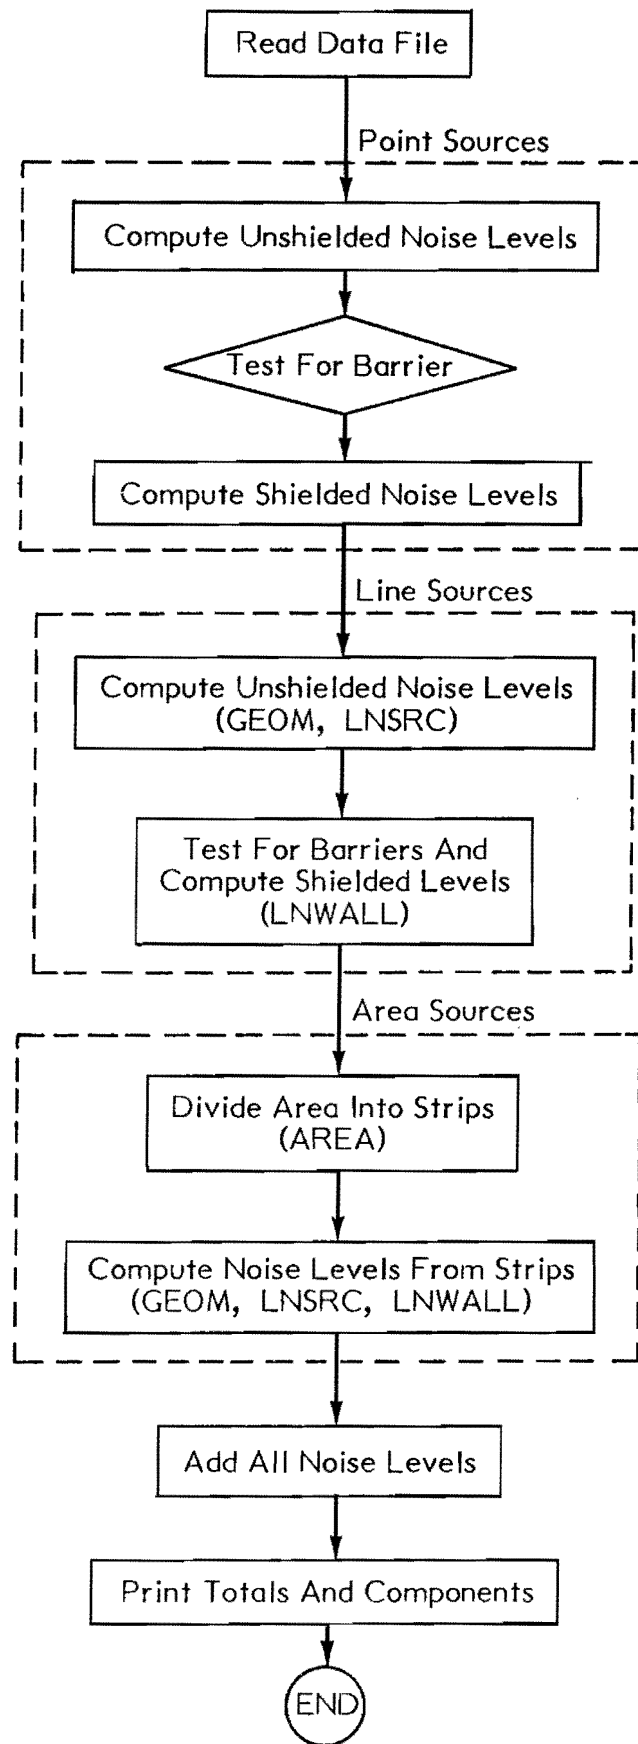 Read Data File
Point Sources
Compute Unshielded Noise Levels
Test For Barrier
Compute Shielded Noise Levels
Line Sources
Compute Unshielded Noise Levels
(GEOM, LNSRC)
Test For Barriers And
Compute Shielded Levels
(LNWALL)
Area Sources
Divide Area Into Strips
(AREA)
Compute Noise Levels From Strips
(GEOM, LNSRC, LNWALL)
Add All Noise Levels
Print Totals And Components
END